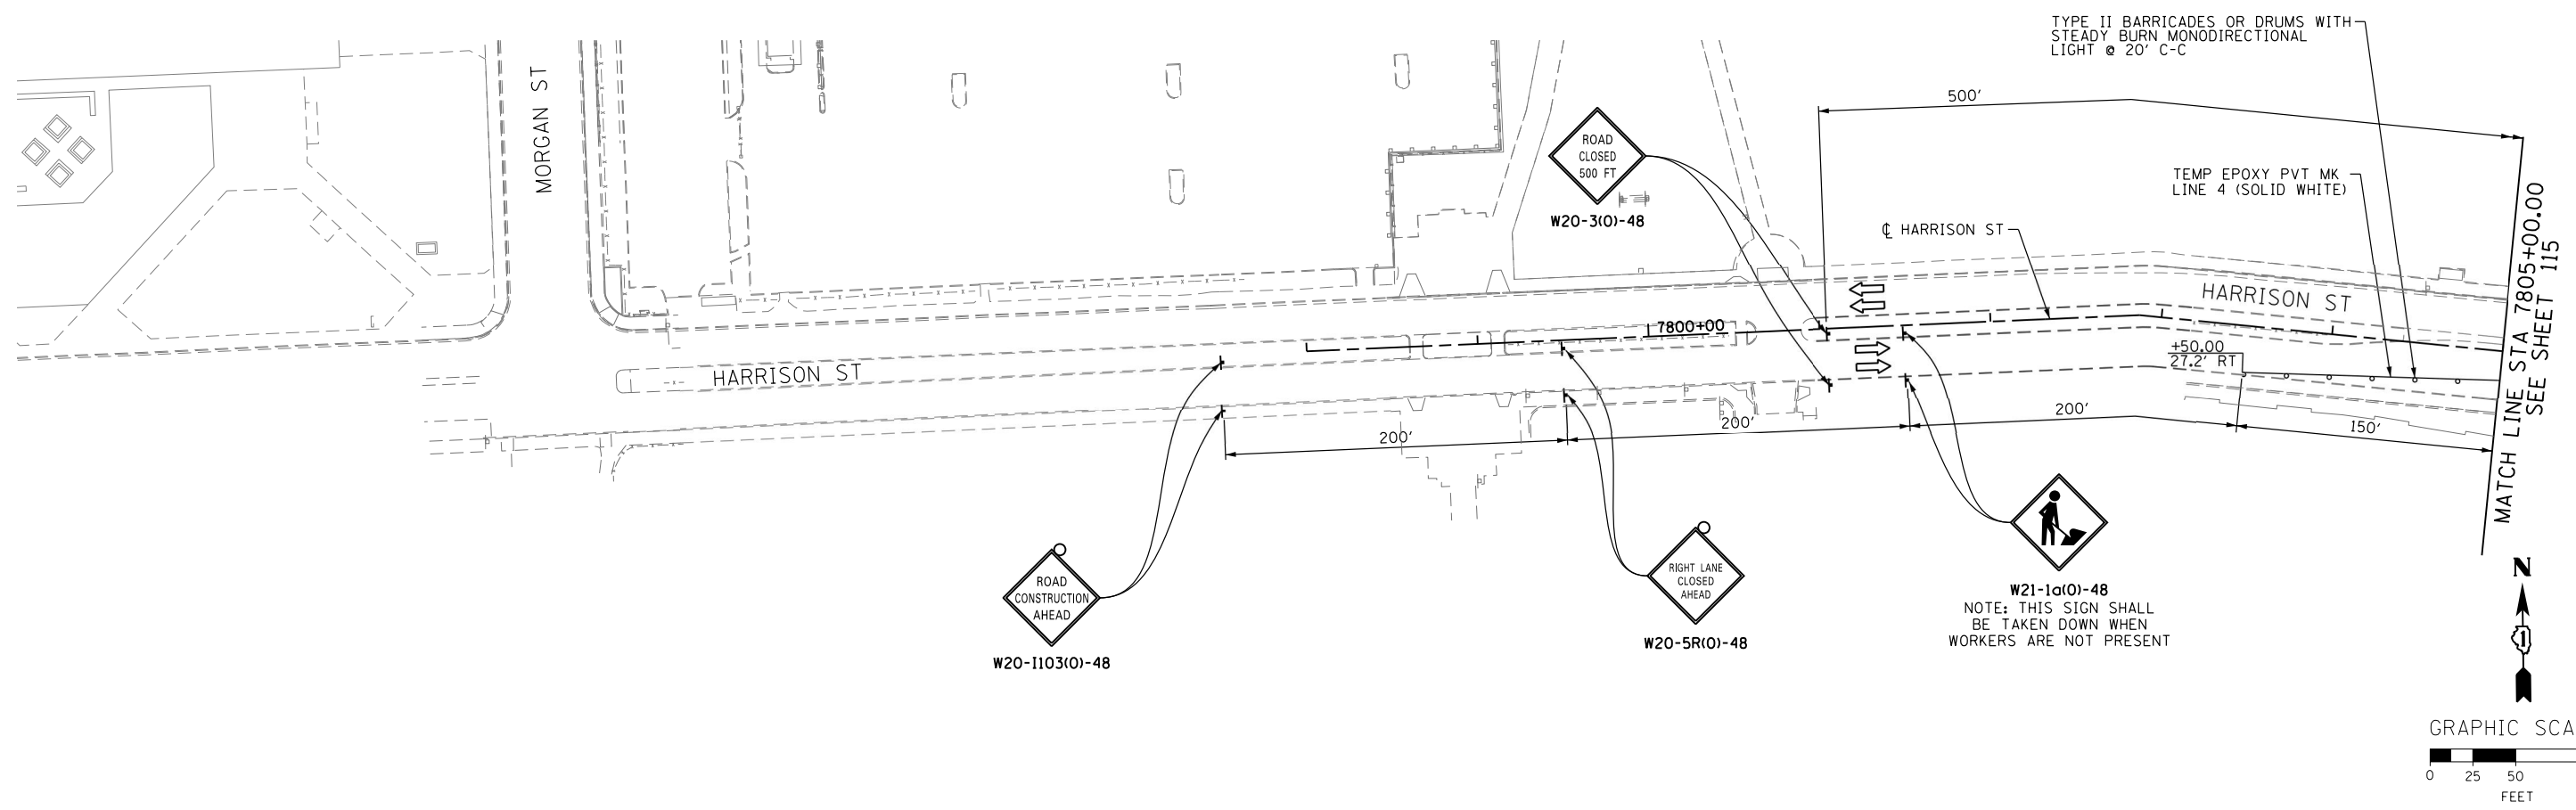 TYPE II BARRICADES OR DRUMS WITH
STEADY BURN MONODIRECTIONAL
LIGHT @ 20' C-C
MORGAN ST
500'
ROAD
CLOSED
500 FT
W20-3(O)-48
TEMP EPOXY PVT MK
LINE 4 (SOLID WHITE)
℄ HARRISON ST
HARRISON ST
7800+00
HARRISON ST
+50.00
27.2' RT
MATCH LINE STA 7805+00.00
SEE SHEET 115
200'
200'
200'
150'
ROAD
CONSTRUCTION
AHEAD
W20-I103(O)-48
RIGHT LANE
CLOSED
AHEAD
W20-5R(O)-48
W21-1a(O)-48
NOTE: THIS SIGN SHALL
BE TAKEN DOWN WHEN
WORKERS ARE NOT PRESENT
N
1
GRAPHIC SCA
0 25 50
FEET